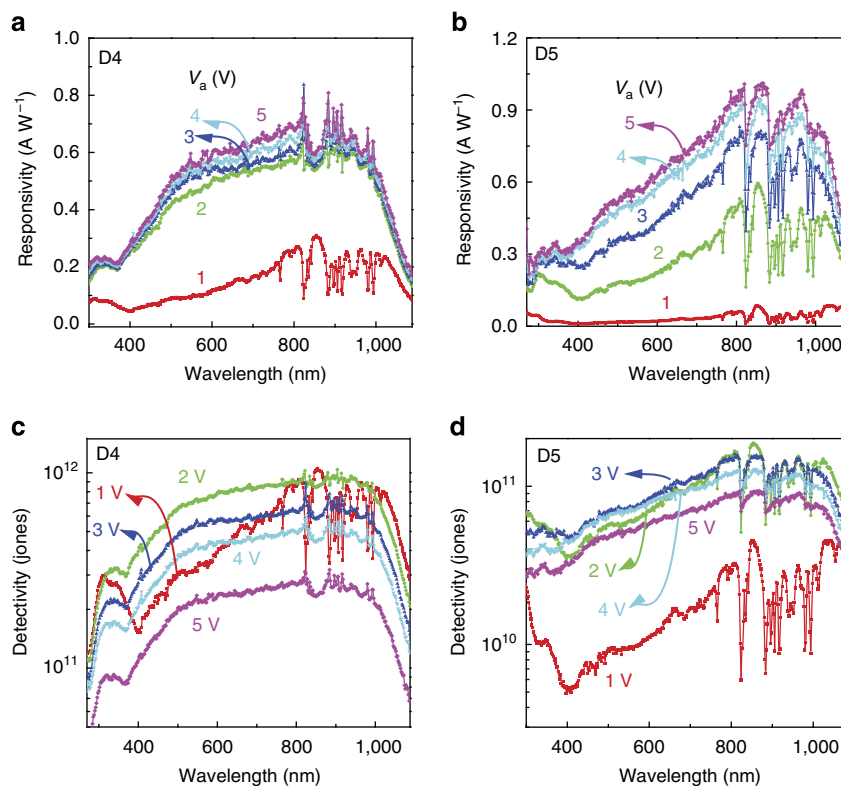 a
D4
V_a (V)
5
4
3
2
1
1.0
0.8
0.6
0.4
0.2
0.0
Responsivity (A W⁻¹)
400 600 800 1,000
Wavelength (nm)
b
D5
V_a (V)
5
4
3
2
1
1.2
0.9
0.6
0.3
0.0
Responsivity (A W⁻¹)
400 600 800 1,000
Wavelength (nm)
c
D4
2 V
1 V
3 V
4 V
5 V
10¹²
10¹¹
Detectivity (jones)
400 600 800 1,000
Wavelength (nm)
d
D5
3 V
5 V
2 V
4 V
1 V
10¹¹
10¹⁰
Detectivity (jones)
400 600 800 1,000
Wavelength (nm)